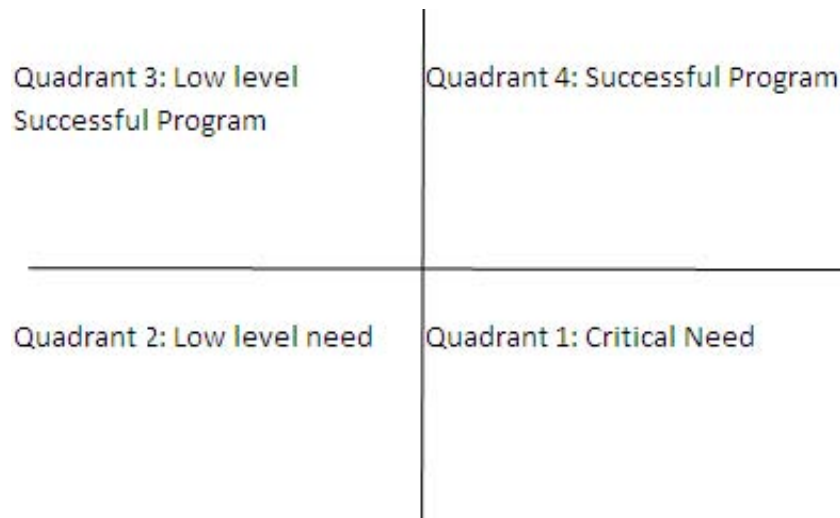 Quadrant 3: Low level
Successful Program
Quadrant 4: Successful Program
Quadrant 2: Low level need
Quadrant 1: Critical Need